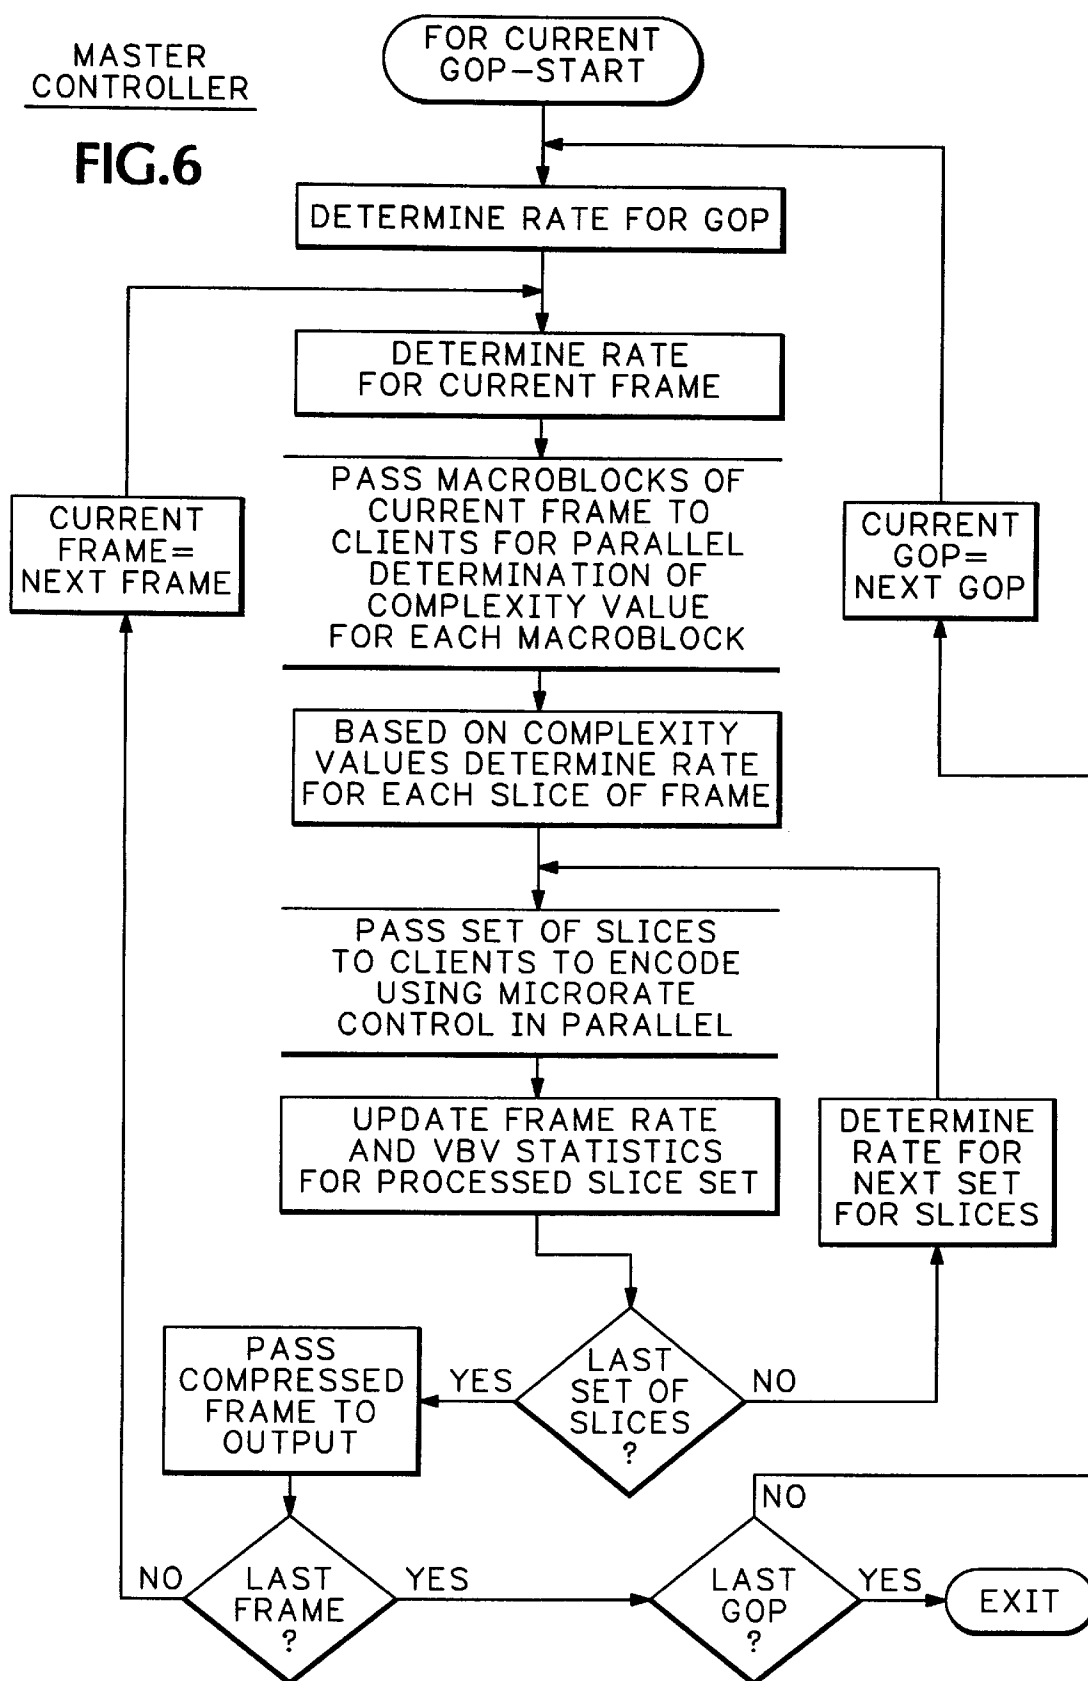 MASTER
CONTROLLER
FIG.6
FOR CURRENT
GOP-START
DETERMINE RATE FOR GOP
DETERMINE RATE
FOR CURRENT FRAME
PASS MACROBLOCKS OF
CURRENT FRAME TO
CLIENTS FOR PARALLEL
DETERMINATION OF
COMPLEXITY VALUE
FOR EACH MACROBLOCK
CURRENT
FRAME=
NEXT FRAME
CURRENT
GOP=
NEXT GOP
BASED ON COMPLEXITY
VALUES DETERMINE RATE
FOR EACH SLICE OF FRAME
PASS SET OF SLICES
TO CLIENTS TO ENCODE
USING MICRORATE
CONTROL IN PARALLEL
UPDATE FRAME RATE
AND VBV STATISTICS
FOR PROCESSED SLICE SET
DETERMINE
RATE FOR
NEXT SET
FOR SLICES
LAST
SET OF
SLICES
?
YES
NO
PASS
COMPRESSED
FRAME TO
OUTPUT
LAST
FRAME
?
NO
YES
LAST
GOP
?
NO
YES
EXIT